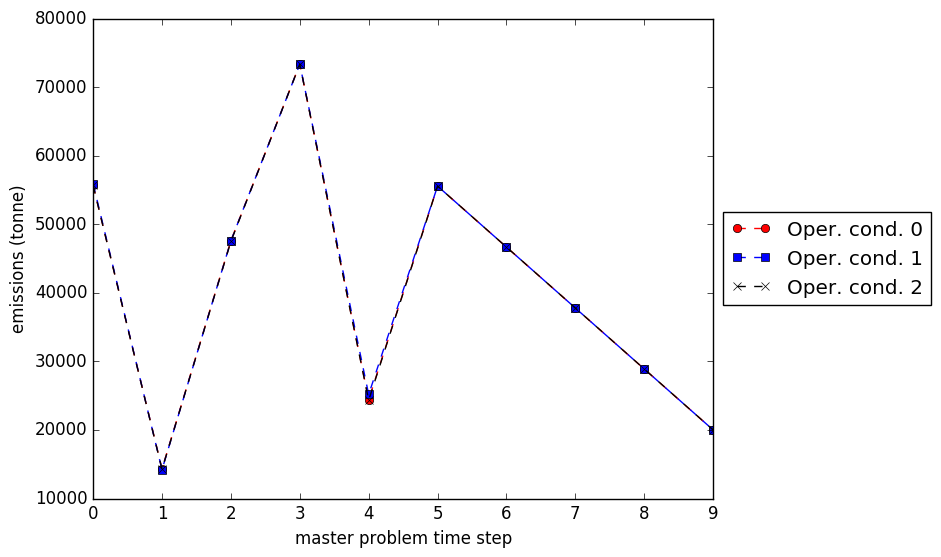 80000
70000
60000
50000
40000
30000
20000
10000
emissions (tonne)
0 1 2 3 4 5 6 7 8 9
master problem time step
Oper. cond. 0
Oper. cond. 1
Oper. cond. 2